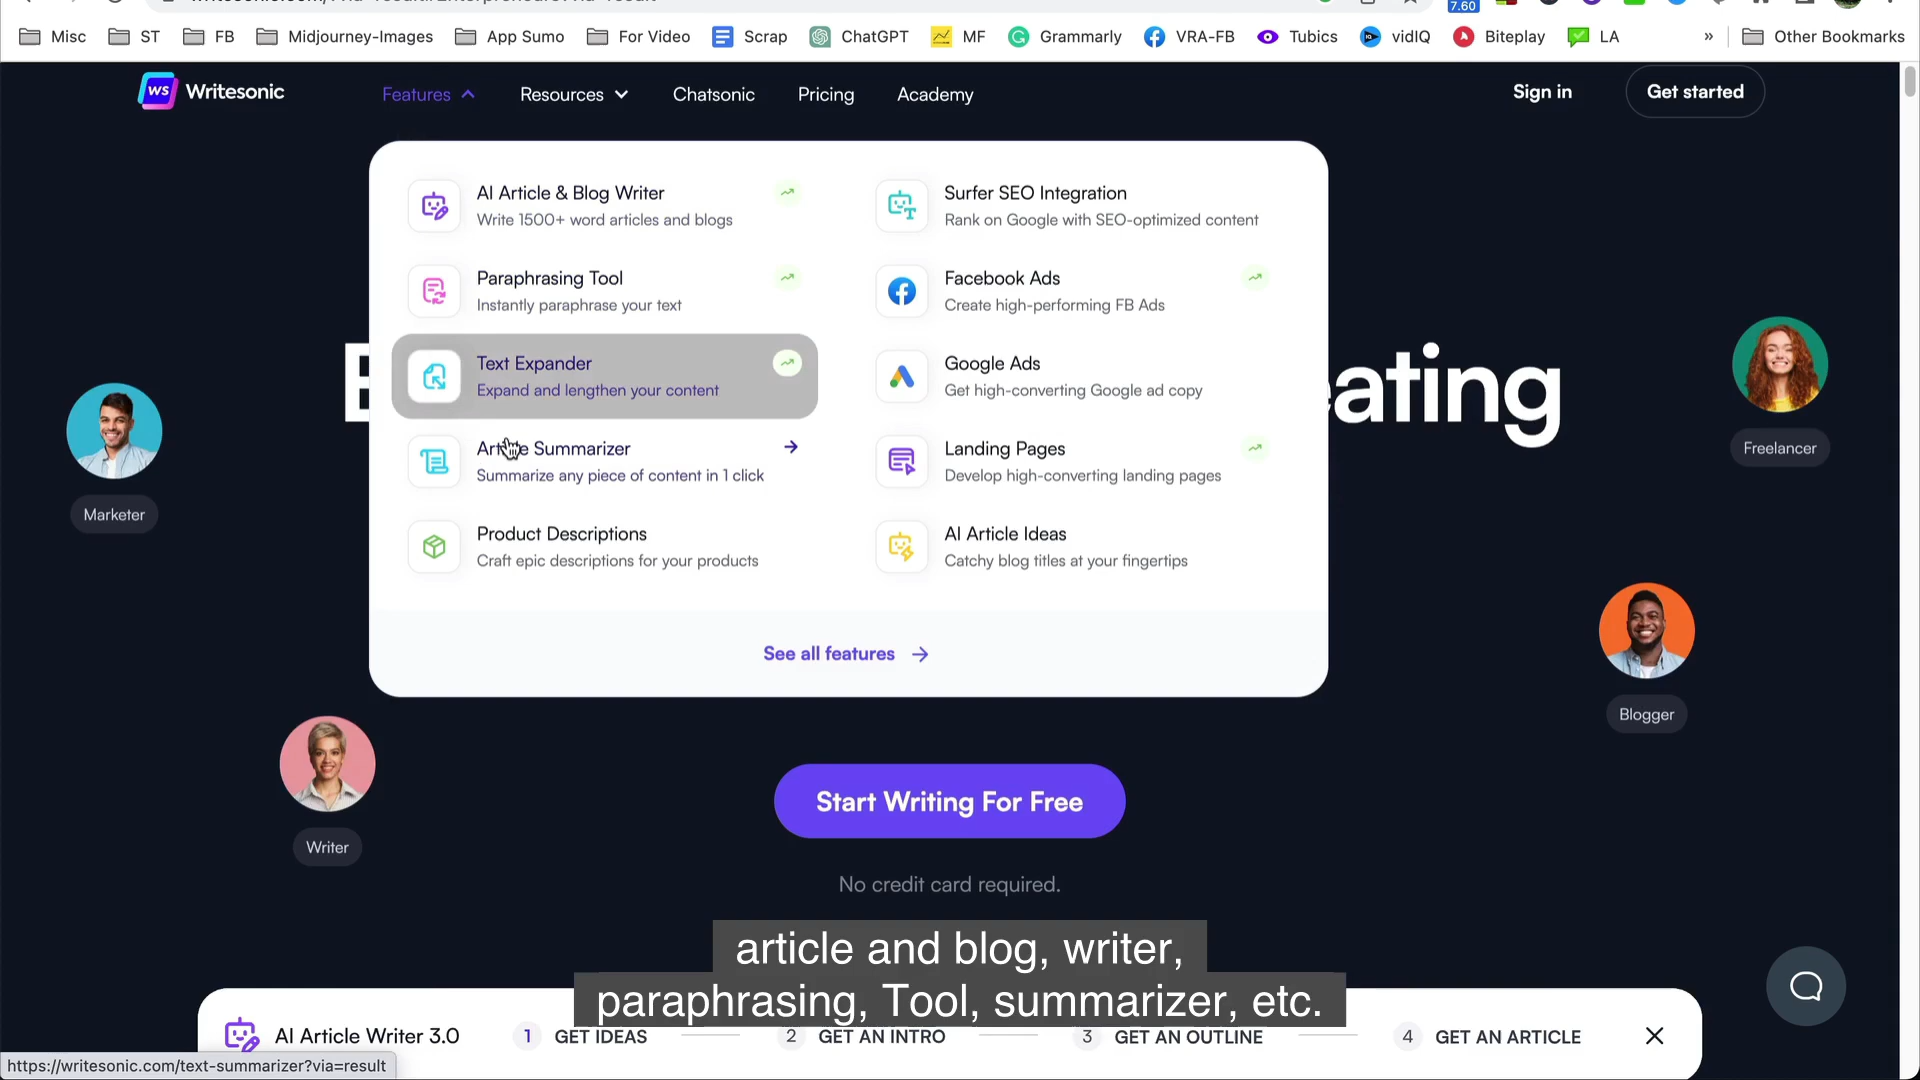 7.60
Misc ST FB Midjourney-Images App Sumo For Video Scrap ChatGPT MF Grammarly VRA-FB Tubics vidIQ Biteplay LA » Other Bookmarks
WS Writesonic Features Resources Chatsonic Pricing Academy Sign in Get started
AI Article & Blog Writer
Write 1500+ word articles and blogs
Surfer SEO Integration
Rank on Google with SEO-optimized content
Paraphrasing Tool
Instantly paraphrase your text
Facebook Ads
Create high-performing FB Ads
Text Expander
Expand and lengthen your content
Google Ads
Get high-converting Google ad copy
Article Summarizer
Summarize any piece of content in 1 click
Landing Pages
Develop high-converting landing pages
Product Descriptions
Craft epic descriptions for your products
AI Article Ideas
Catchy blog titles at your fingertips
See all features
eating
Marketer
Freelancer
Blogger
Writer
Start Writing For Free
No credit card required.
article and blog, writer,
paraphrasing, Tool, summarizer, etc.
AI Article Writer 3.0 1 GET IDEAS 2 GET AN INTRO 3 GET AN OUTLINE 4 GET AN ARTICLE
https://writesonic.com/text-summarizer?via=result